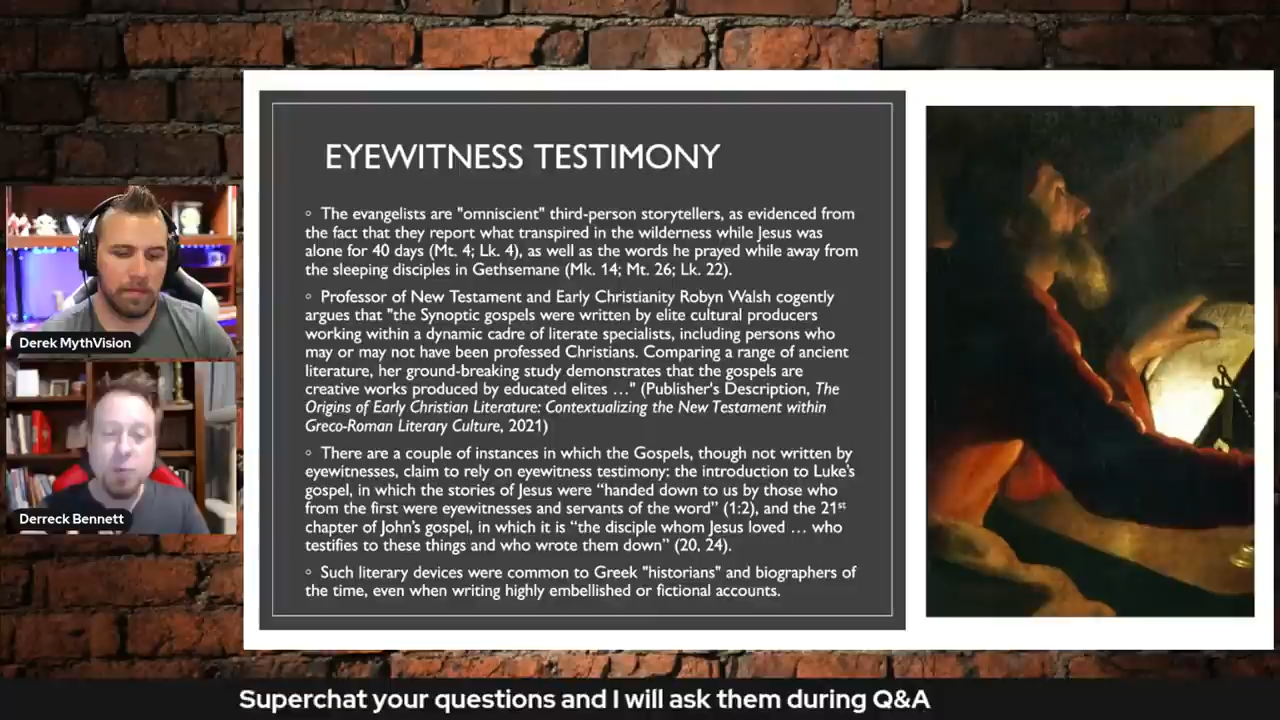 EYEWITNESS TESTIMONY
◦ The evangelists are "omniscient" third-person storytellers, as evidenced from
the fact that they report what transpired in the wilderness while Jesus was
alone for 40 days (Mt. 4; Lk. 4), as well as the words he prayed while away from
the sleeping disciples in Gethsemane (Mk. 14; Mt. 26; Lk. 22).
◦ Professor of New Testament and Early Christianity Robyn Walsh cogently
argues that "the Synoptic gospels were written by elite cultural producers
working within a dynamic cadre of literate specialists, including persons who
may or may not have been professed Christians. Comparing a range of ancient
literature, her ground-breaking study demonstrates that the gospels are
creative works produced by educated elites …" (Publisher's Description, The
Origins of Early Christian Literature: Contextualizing the New Testament within
Greco-Roman Literary Culture, 2021)
◦ There are a couple of instances in which the Gospels, though not written by
eyewitnesses, claim to rely on eyewitness testimony: the introduction to Luke's
gospel, in which the stories of Jesus were “handed down to us by those who
from the first were eyewitnesses and servants of the word” (1:2), and the 21st
chapter of John's gospel, in which it is “the disciple whom Jesus loved … who
testifies to these things and who wrote them down” (20, 24).
◦ Such literary devices were common to Greek "historians" and biographers of
the time, even when writing highly embellished or fictional accounts.
Derek MythVision
Derreck Bennett
Superchat your questions and I will ask them during Q&A